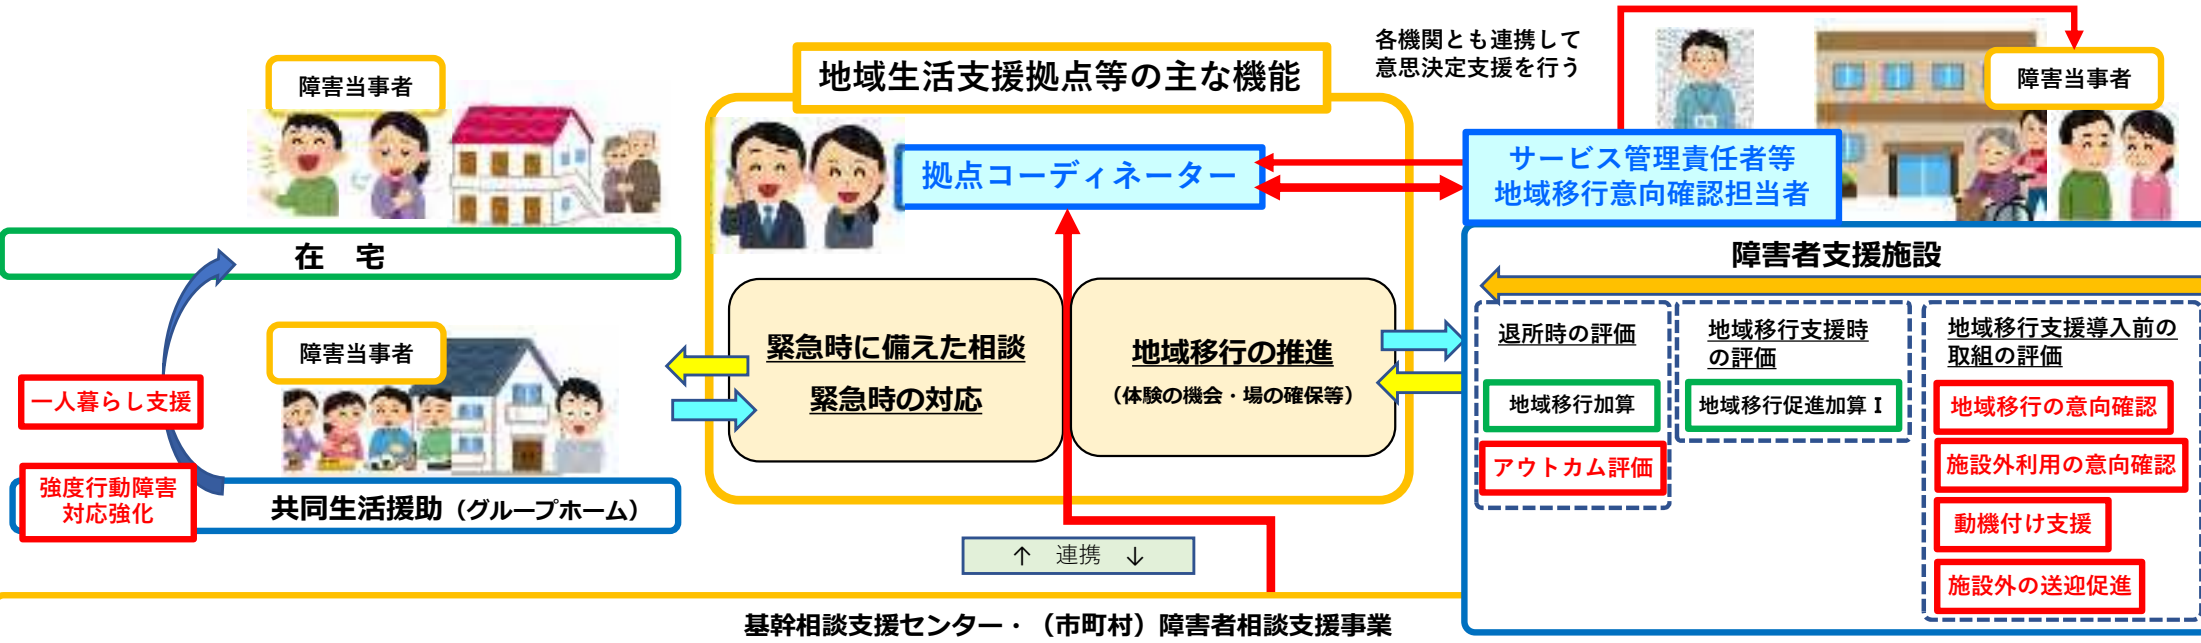 各機関とも連携して
意思決定支援を行う
地域生活支援拠点等の主な機能
障害当事者
障害当事者
拠点コーディネーター
サービス管理責任者等
地域移行意向確認担当者
在　宅
障害者支援施設
障害当事者
一人暮らし支援
強度行動障害
対応強化
共同生活援助（グループホーム）
緊急時に備えた相談
緊急時の対応
地域移行の推進
（体験の機会・場の確保等）
退所時の評価
地域移行加算
アウトカム評価
地域移行支援時
の評価
地域移行促進加算Ⅰ
地域移行支援導入前の
取組の評価
地域移行の意向確認
施設外利用の意向確認
動機付け支援
施設外の送迎促進
↑　連携　↓
基幹相談支援センター・（市町村）障害者相談支援事業